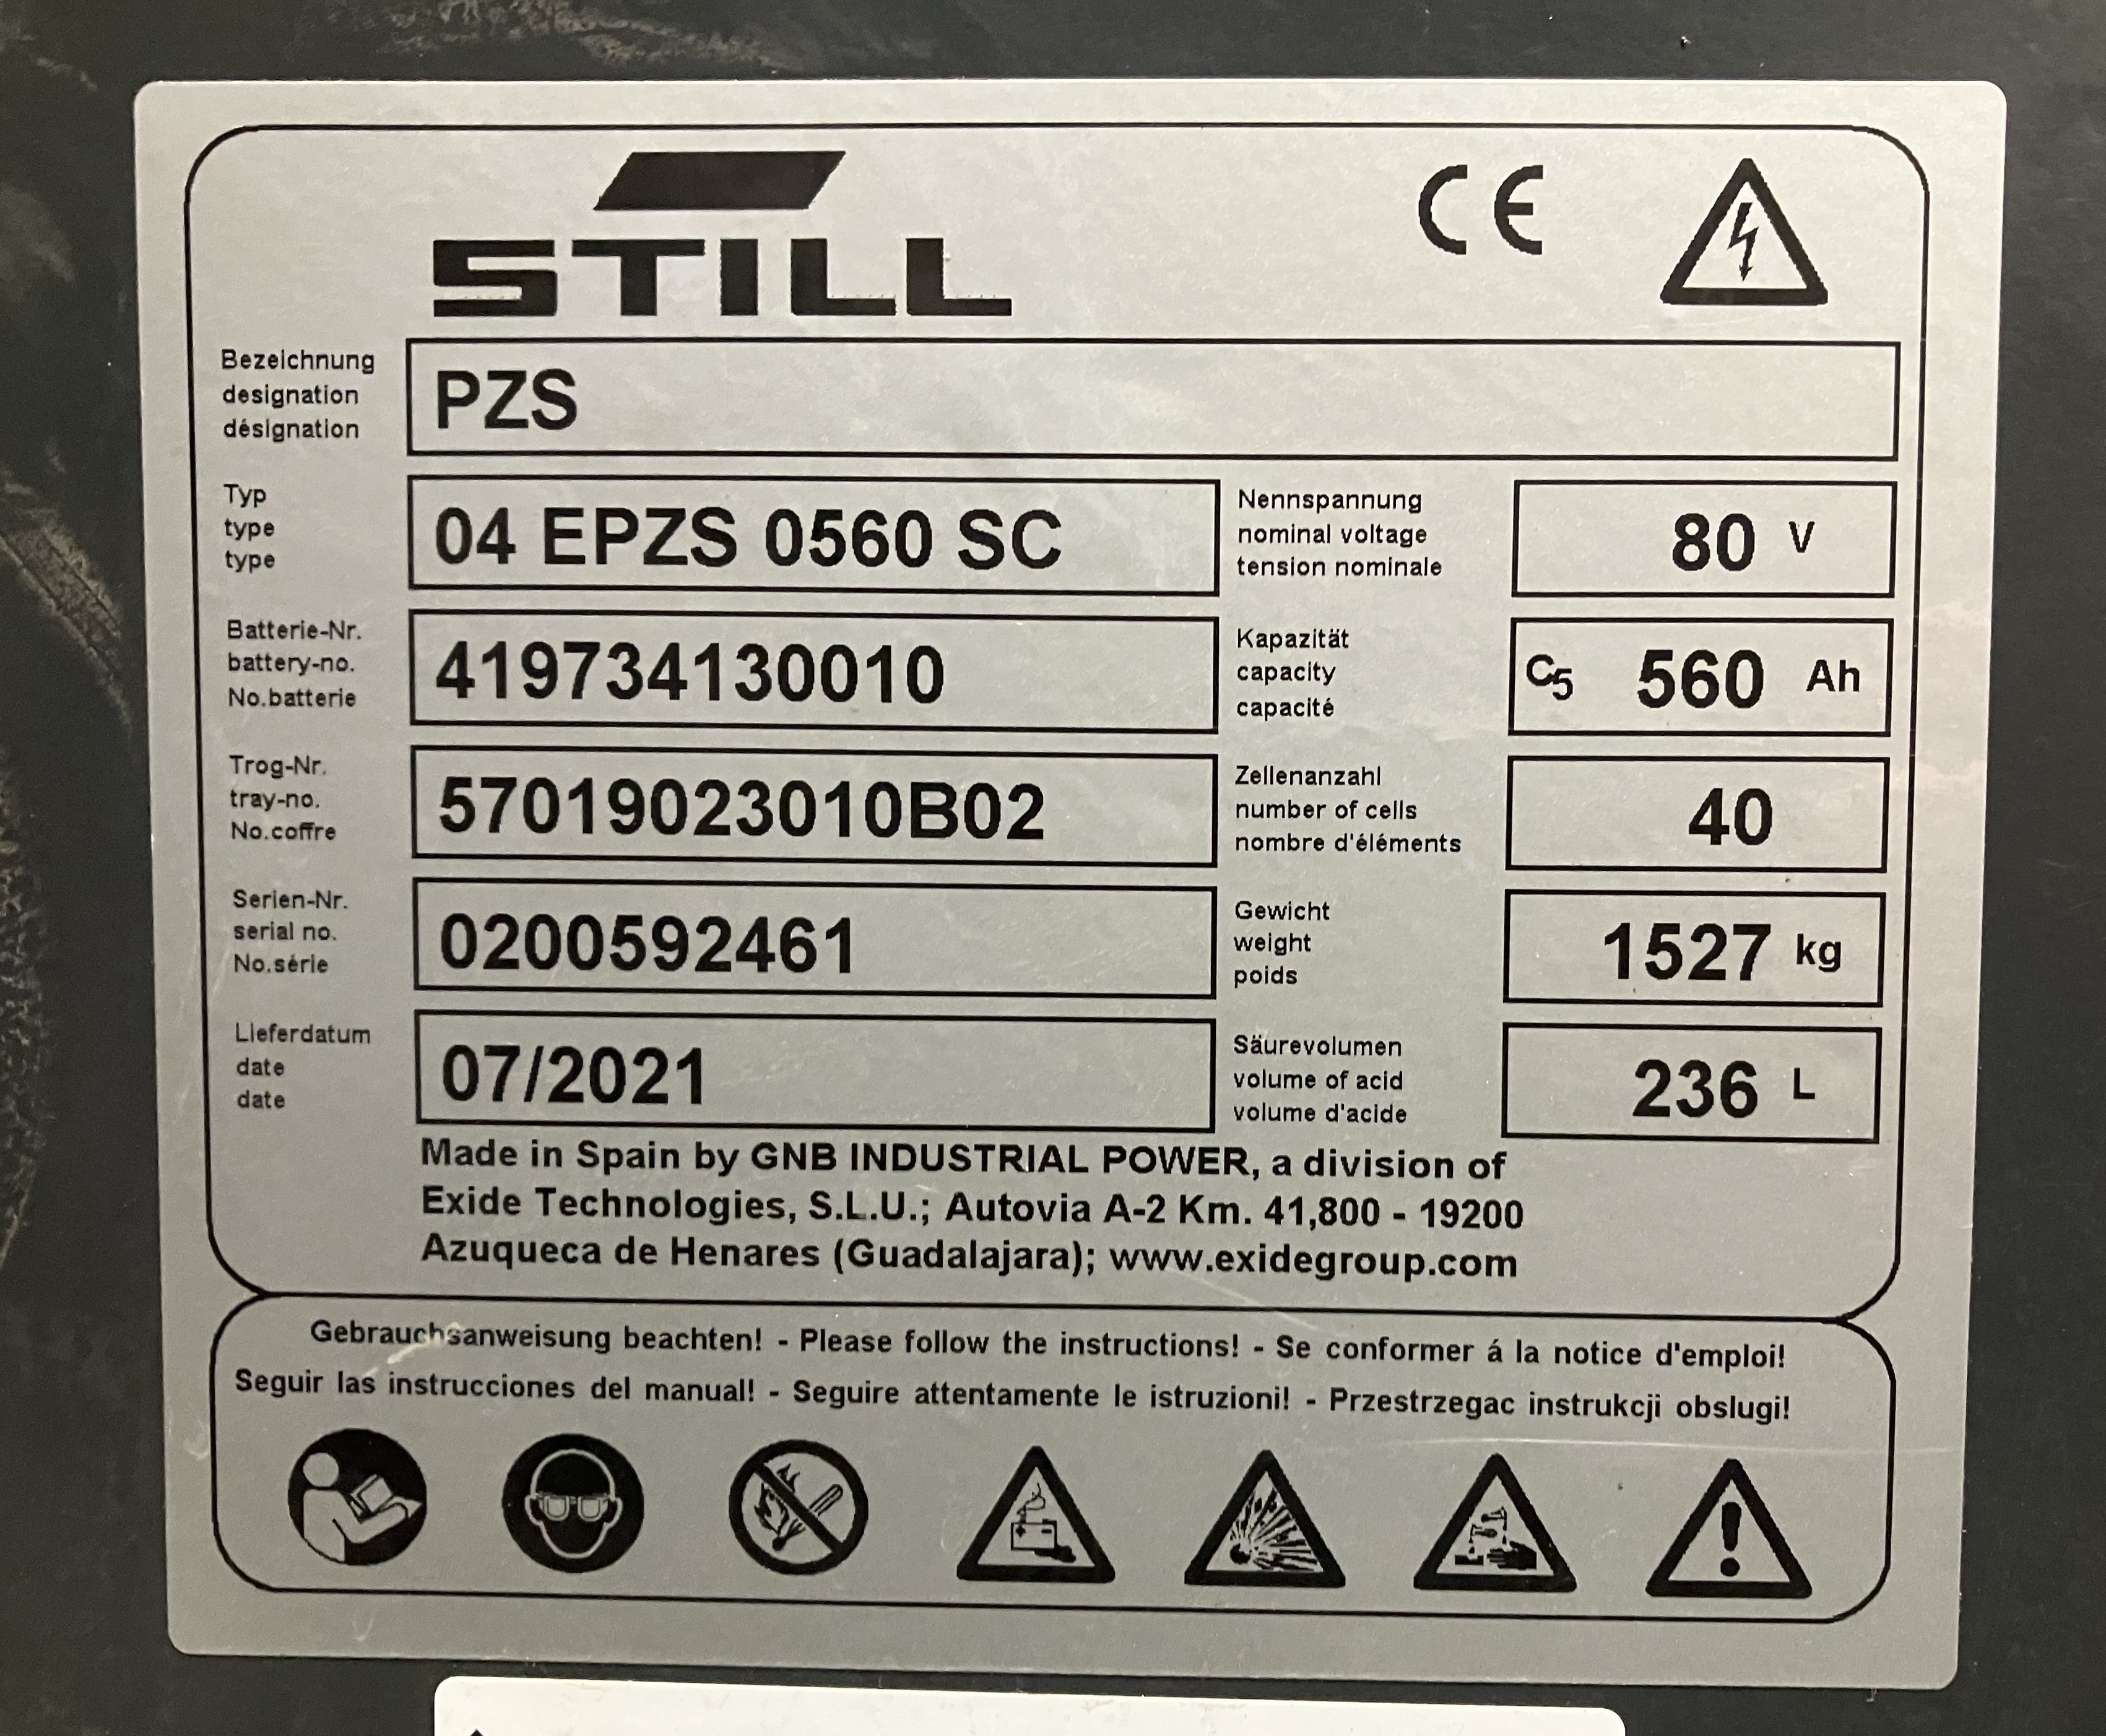 STILL
CE
Bezeichnung
designation
désignation
PZS
Typ
type
type
04 EPZS 0560 SC
Nennspannung
nominal voltage
tension nominale
80 V
Batterie-Nr.
battery-no.
No.batterie
419734130010
Kapazität
capacity
capacité
C5 560 Ah
Trog-Nr.
tray-no.
No.coffre
57019023010B02
Zellenanzahl
number of cells
nombre d'éléments
40
Serien-Nr.
serial no.
No.série
0200592461
Gewicht
weight
poids
1527 kg
Lieferdatum
date
date
07/2021
Säurevolumen
volume of acid
volume d'acide
236 L
Made in Spain by GNB INDUSTRIAL POWER, a division of
Exide Technologies, S.L.U.; Autovia A-2 Km. 41,800 - 19200
Azuqueca de Henares (Guadalajara); www.exidegroup.com
Gebrauchsanweisung beachten! - Please follow the instructions! - Se conformer á la notice d'emploi!
Seguir las instrucciones del manual! - Seguire attentamente le istruzioni! - Przestrzegac instrukcji obslugi!